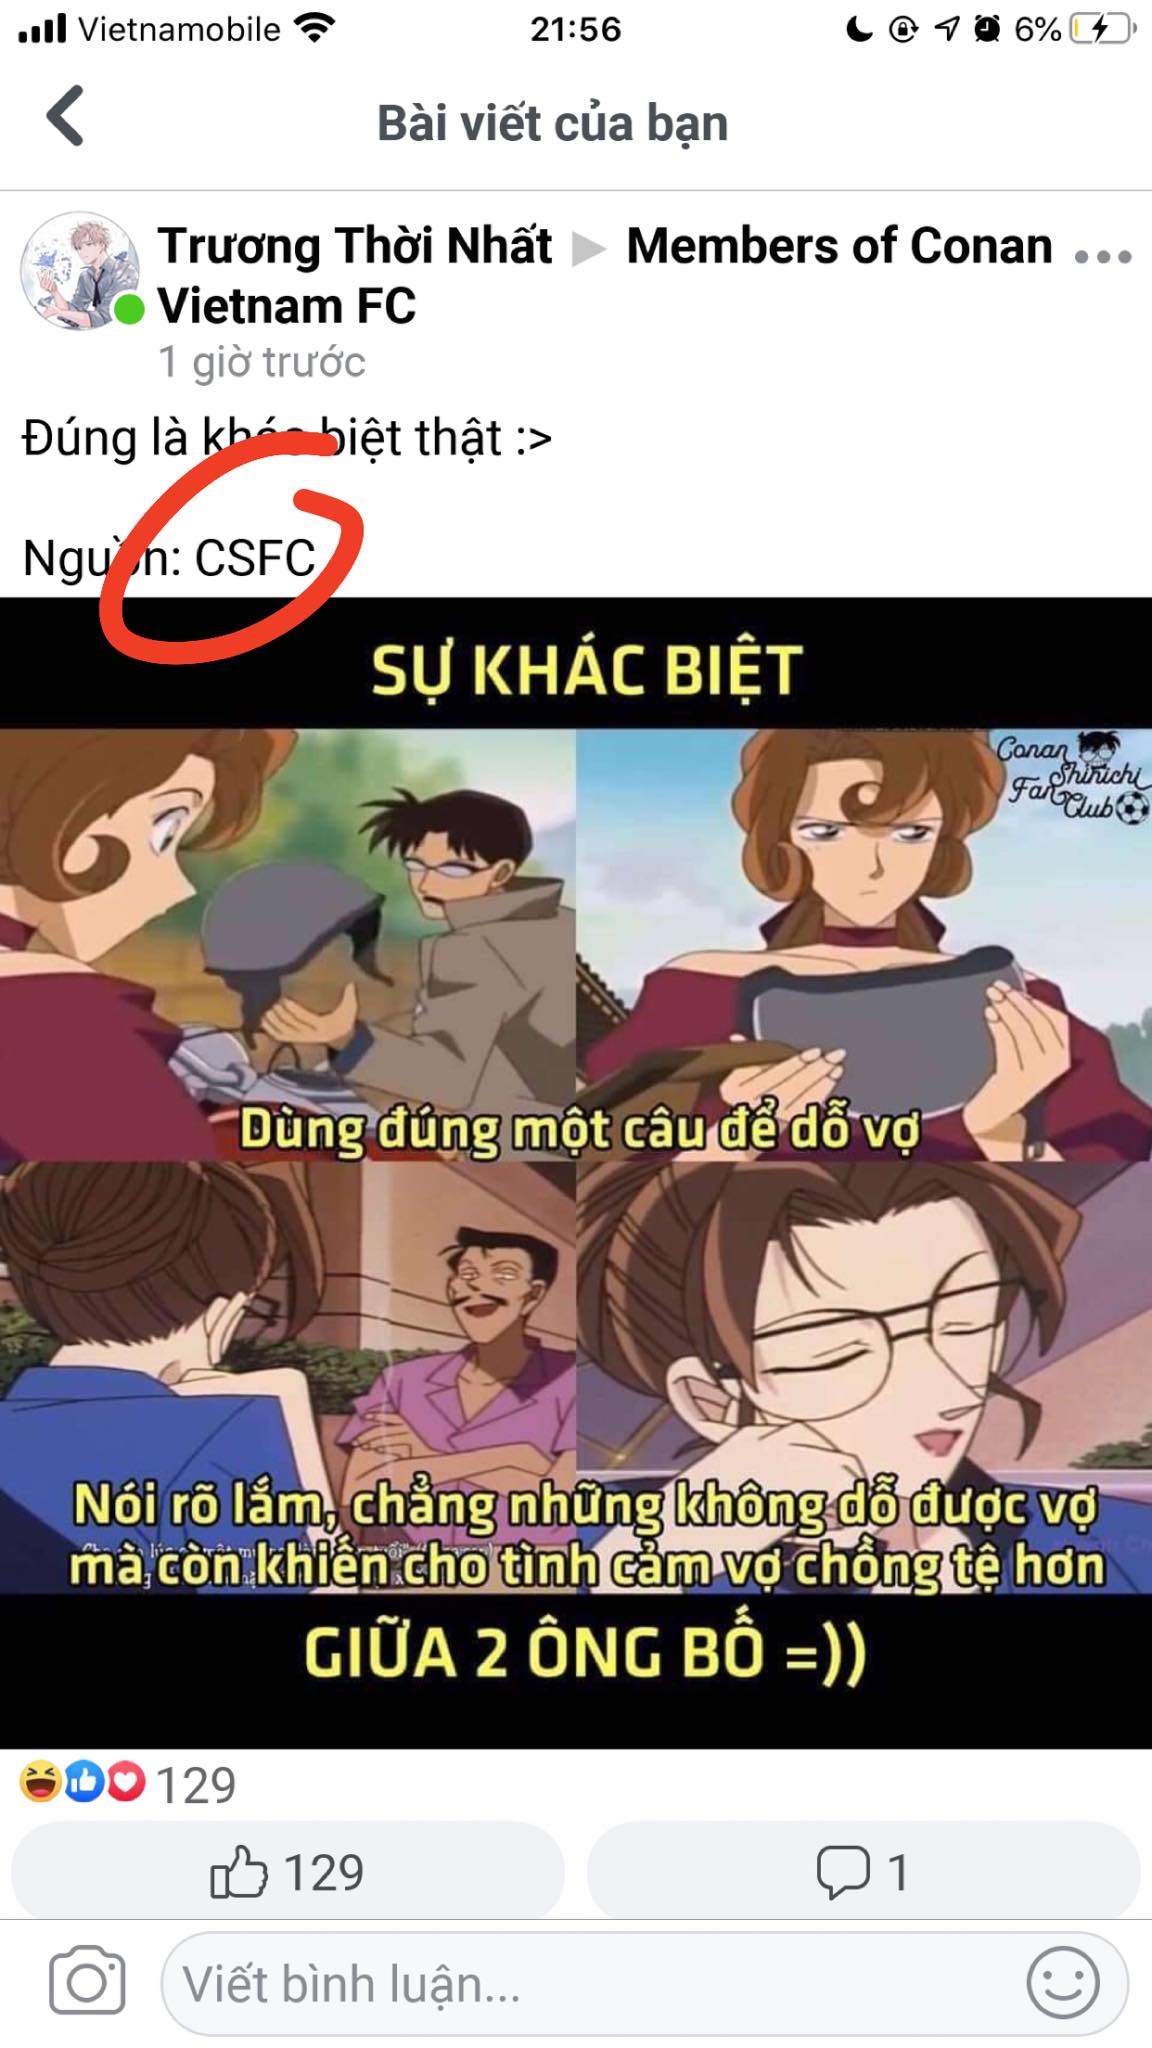 Vietnamobile 21:56 6%
Bài viết của bạn
Trương Thời Nhất ▶ Members of Conan
Vietnam FC
1 giờ trước
Đúng là khác biệt thật :>
Nguồn: CSFC
SỰ KHÁC BIỆT
Conan
Shinichi
Fan
Club
Dùng đúng một câu để dỗ vợ
Nói rõ lắm, chẳng những không dỗ được vợ
mà còn khiến cho tình cảm vợ chồng tệ hơn
GIỮA 2 ÔNG BỐ =))
129
129 1
Viết bình luận...